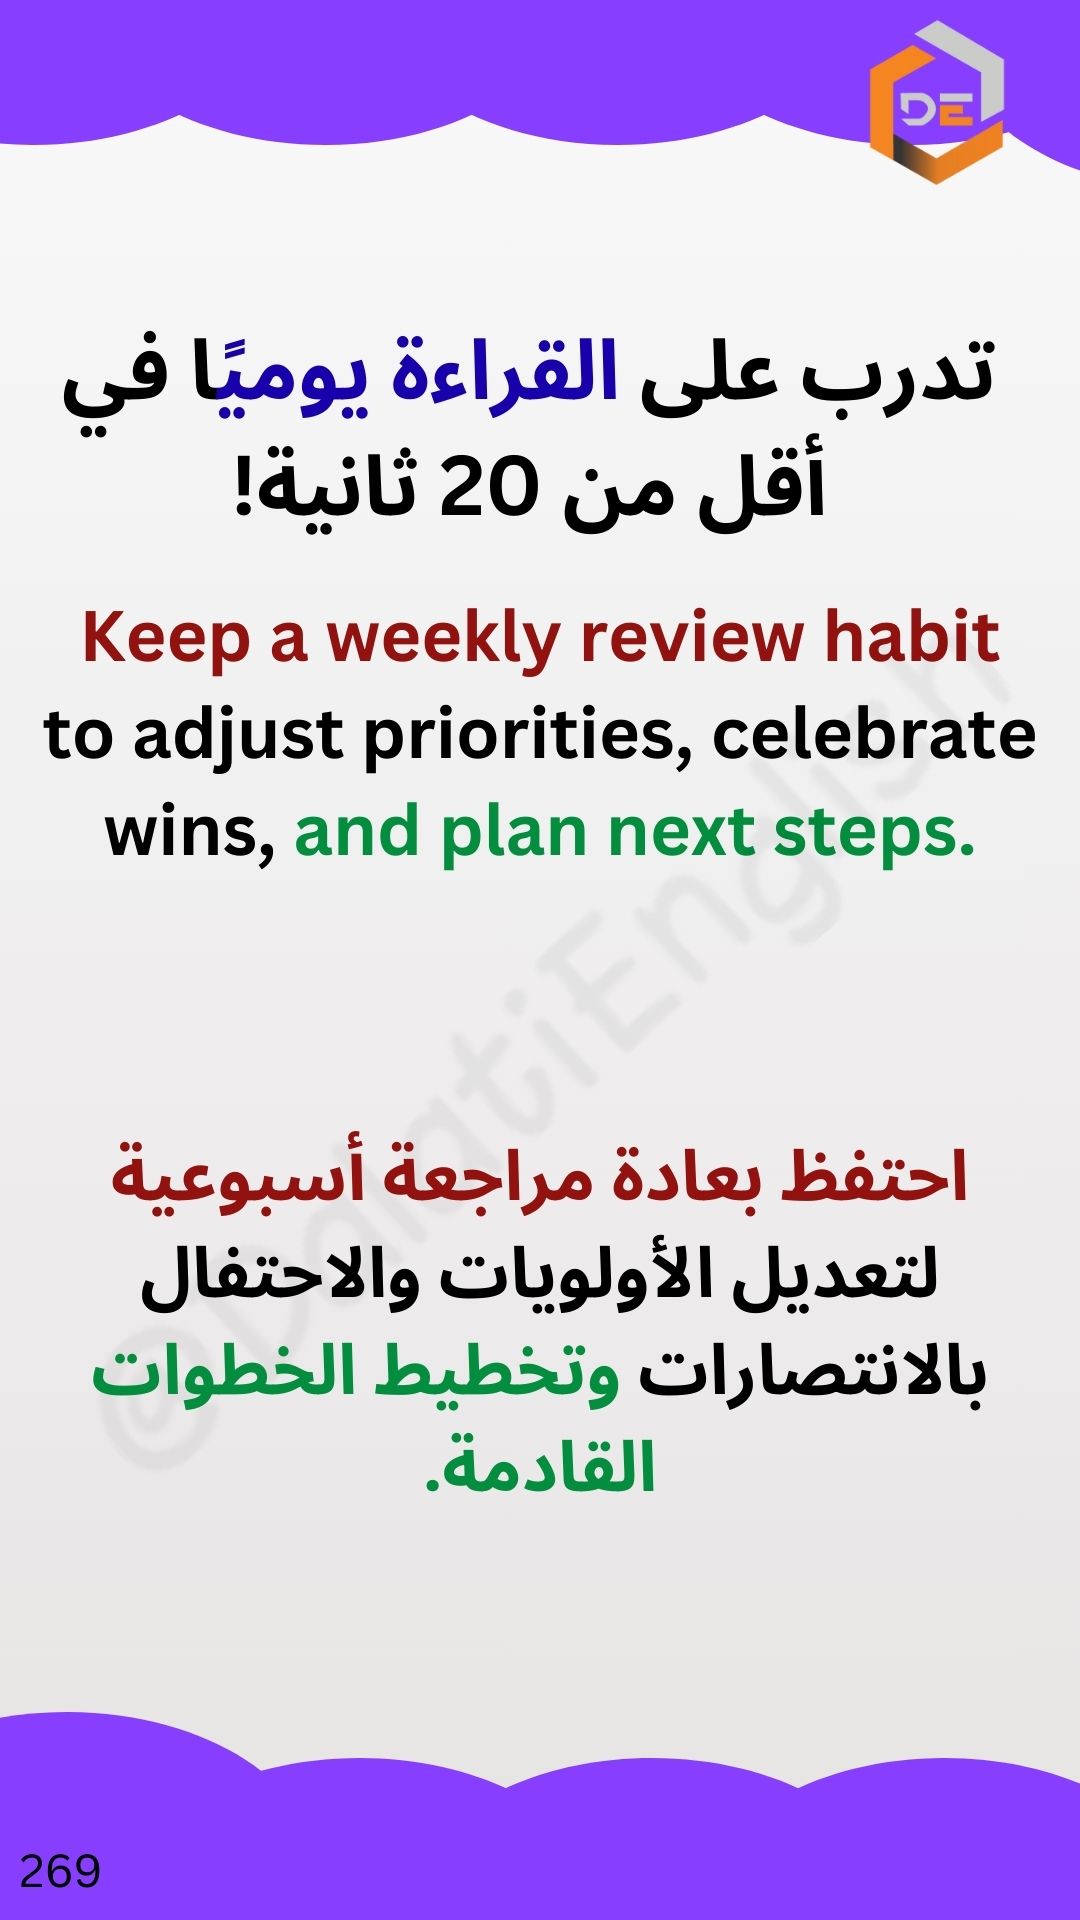 DE
تدرب على القراءة يوميًا في
أقل من 20 ثانية!
Keep a weekly review habit
to adjust priorities, celebrate
wins, and plan next steps.
@DalatiEnglish
احتفظ بعادة مراجعة أسبوعية
لتعديل الأولويات والاحتفال
بالانتصارات وتخطيط الخطوات
القادمة.
269